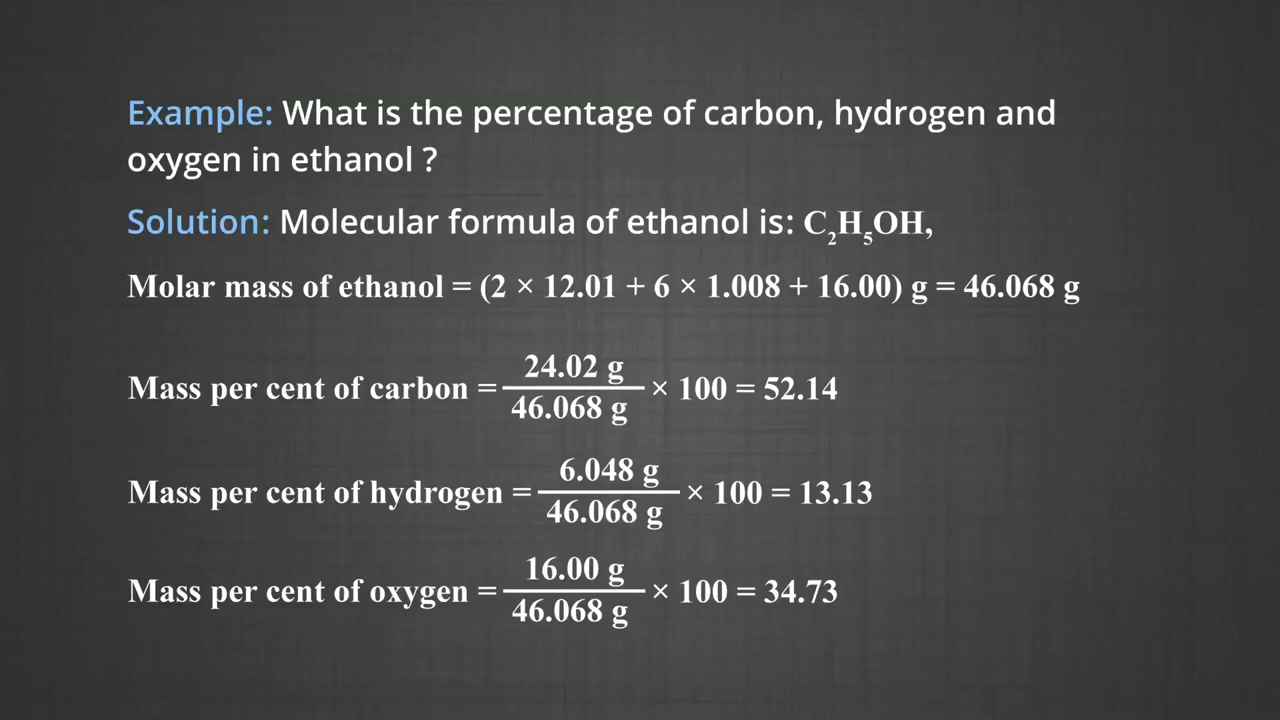 Example: What is the percentage of carbon, hydrogen and
oxygen in ethanol ?
Solution: Molecular formula of ethanol is: C₂H₅OH,
Molar mass of ethanol = (2 × 12.01 + 6 × 1.008 + 16.00) g = 46.068 g
Mass per cent of carbon = 24.02 g / 46.068 g × 100 = 52.14
Mass per cent of hydrogen = 6.048 g / 46.068 g × 100 = 13.13
Mass per cent of oxygen = 16.00 g / 46.068 g × 100 = 34.73